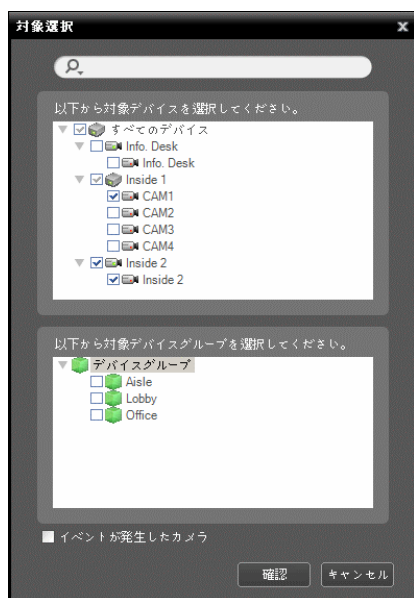 対象選択
以下から対象デバイスを選択してください。
すべてのデバイス
Info. Desk
Info. Desk
Inside 1
CAM1
CAM2
CAM3
CAM4
Inside 2
Inside 2
以下から対象デバイスグループを選択してください。
デバイスグループ
Aisle
Lobby
Office
イベントが発生したカメラ
確認 キャンセル